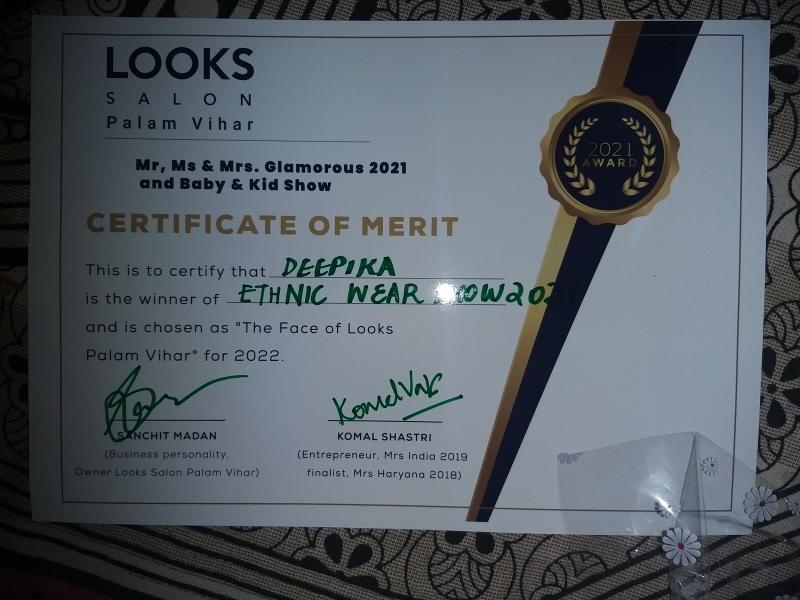 LOOKS
SALON
Palam Vihar
2021
AWARD
Mr, Ms & Mrs. Glamorous 2021
and Baby & Kid Show
CERTIFICATE OF MERIT
This is to certify that DEEPIKA
is the winner of ETHNIC WEAR SHOW 2021
and is chosen as "The Face of Looks
Palam Vihar" for 2022.
SANCHIT MADAN
(Business personality,
Owner Looks Salon Palam Vihar)
KOMAL SHASTRI
(Entrepreneur, Mrs India 2019
finalist, Mrs Haryana 2018)